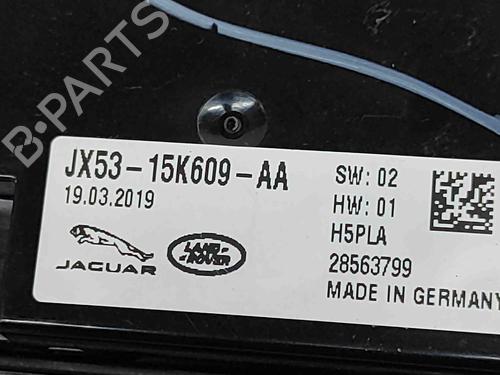 B-PARTS
JX53-15K609-AA
19.03.2019
JAGUAR
LAND-
ROVER
SW: 02
HW: 01
H5PLA
28563799
MADE IN GERMANY